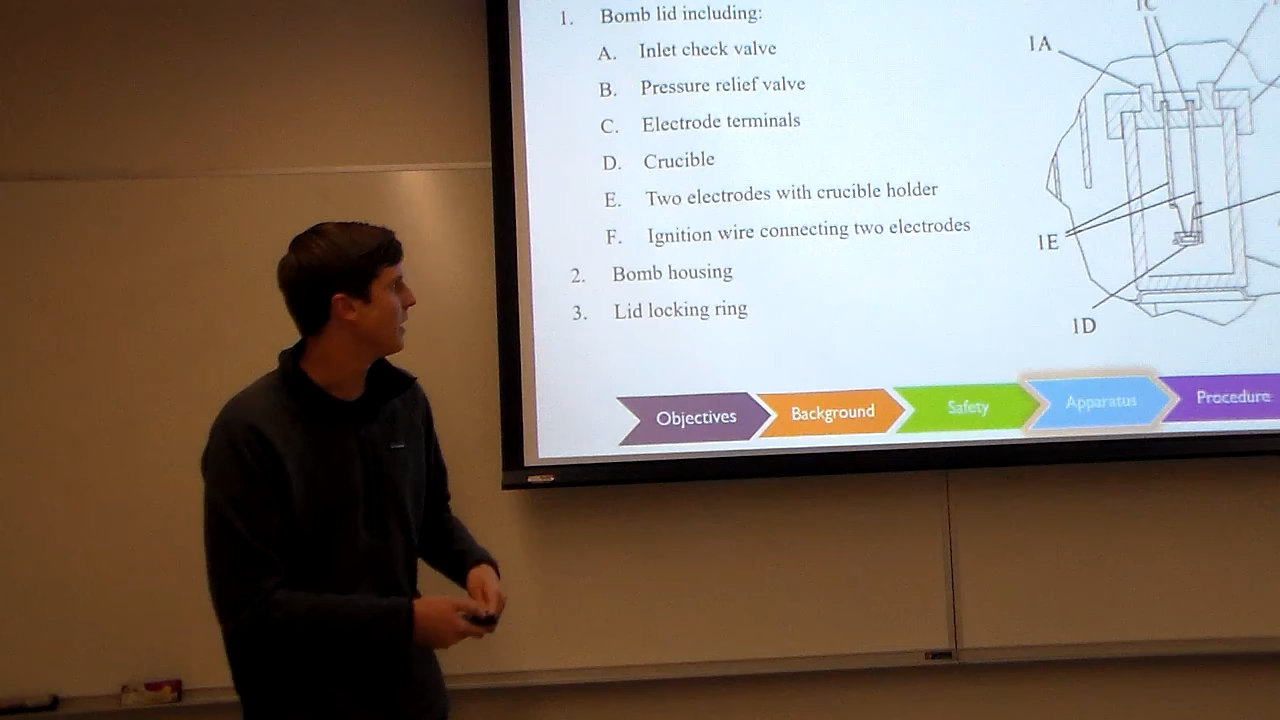 1. Bomb lid including:
A. Inlet check valve
B. Pressure relief valve
C. Electrode terminals
D. Crucible
E. Two electrodes with crucible holder
F. Ignition wire connecting two electrodes
2. Bomb housing
3. Lid locking ring
1C
1A
1E
1D
Objectives
Background
Safety
Apparatus
Procedure